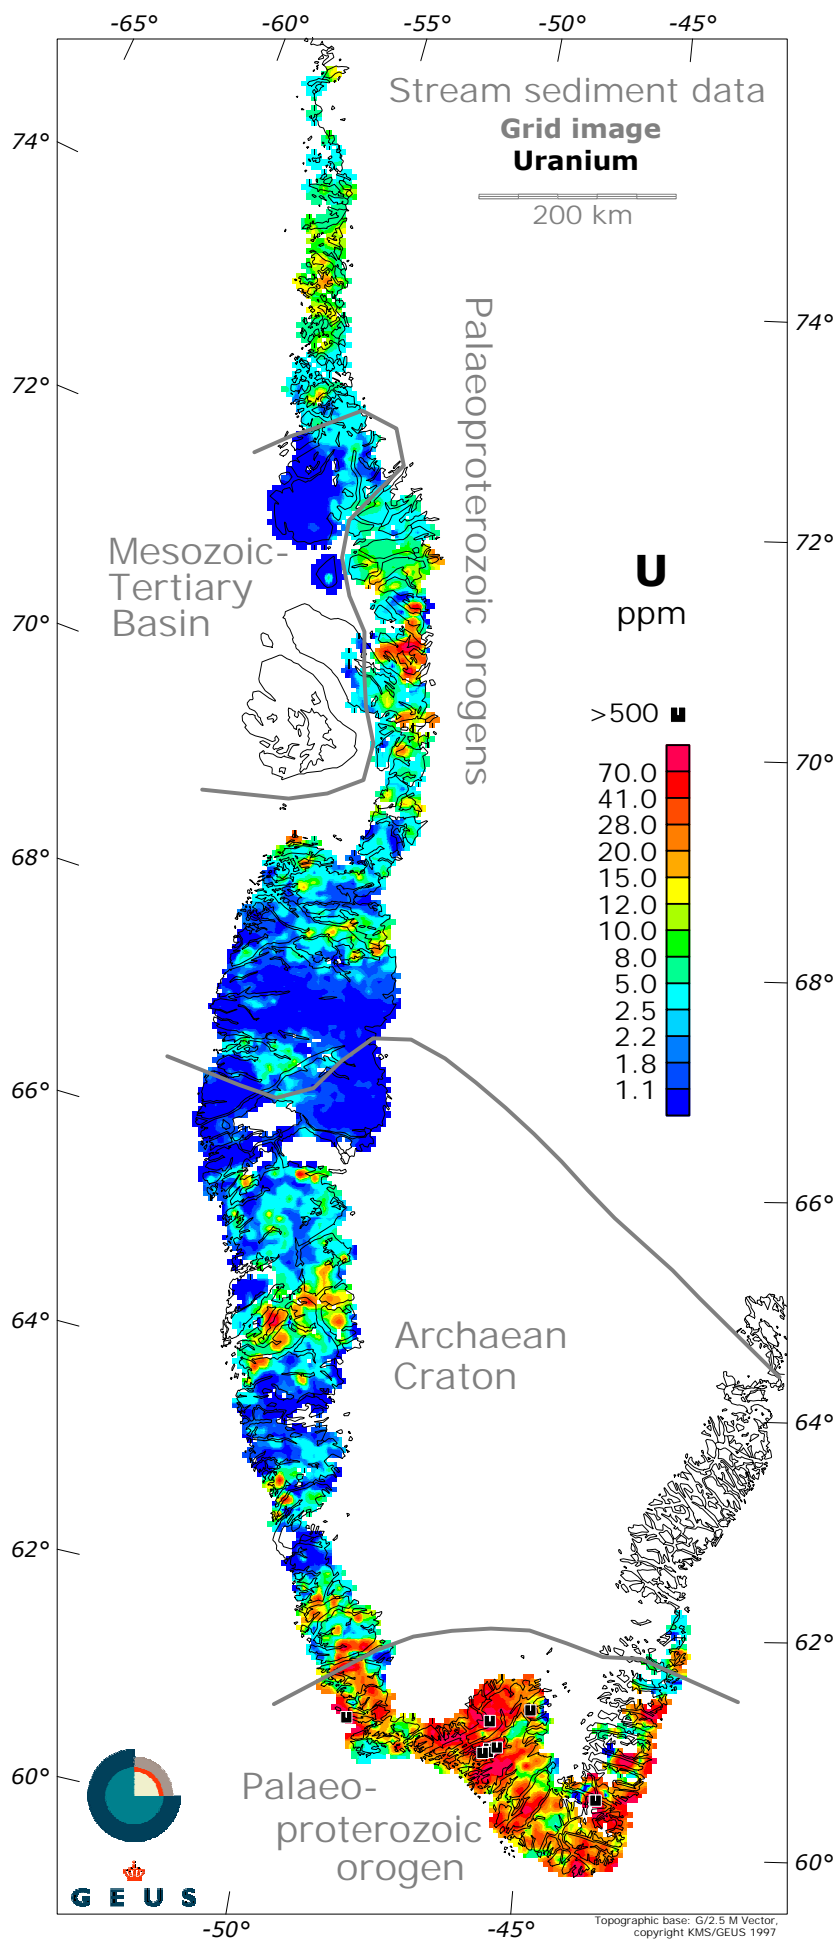 -65°
-60°
-55°
-50°
-45°
Stream sediment data
Grid image
Uranium
200 km
74°
74°
Palaeoproterozoic orogens
72°
72°
Mesozoic-
Tertiary
Basin
U
ppm
70°
70°
>500
70.0
41.0
28.0
20.0
15.0
12.0
10.0
8.0
5.0
2.5
2.2
1.8
1.1
68°
68°
66°
66°
64°
64°
Archaean
Craton
62°
62°
60°
60°
Palaeo-
proterozoic
orogen
G E U S
-50°
-45°
Topographic base: G/2.5 M Vector,
copyright KMS/GEUS 1997